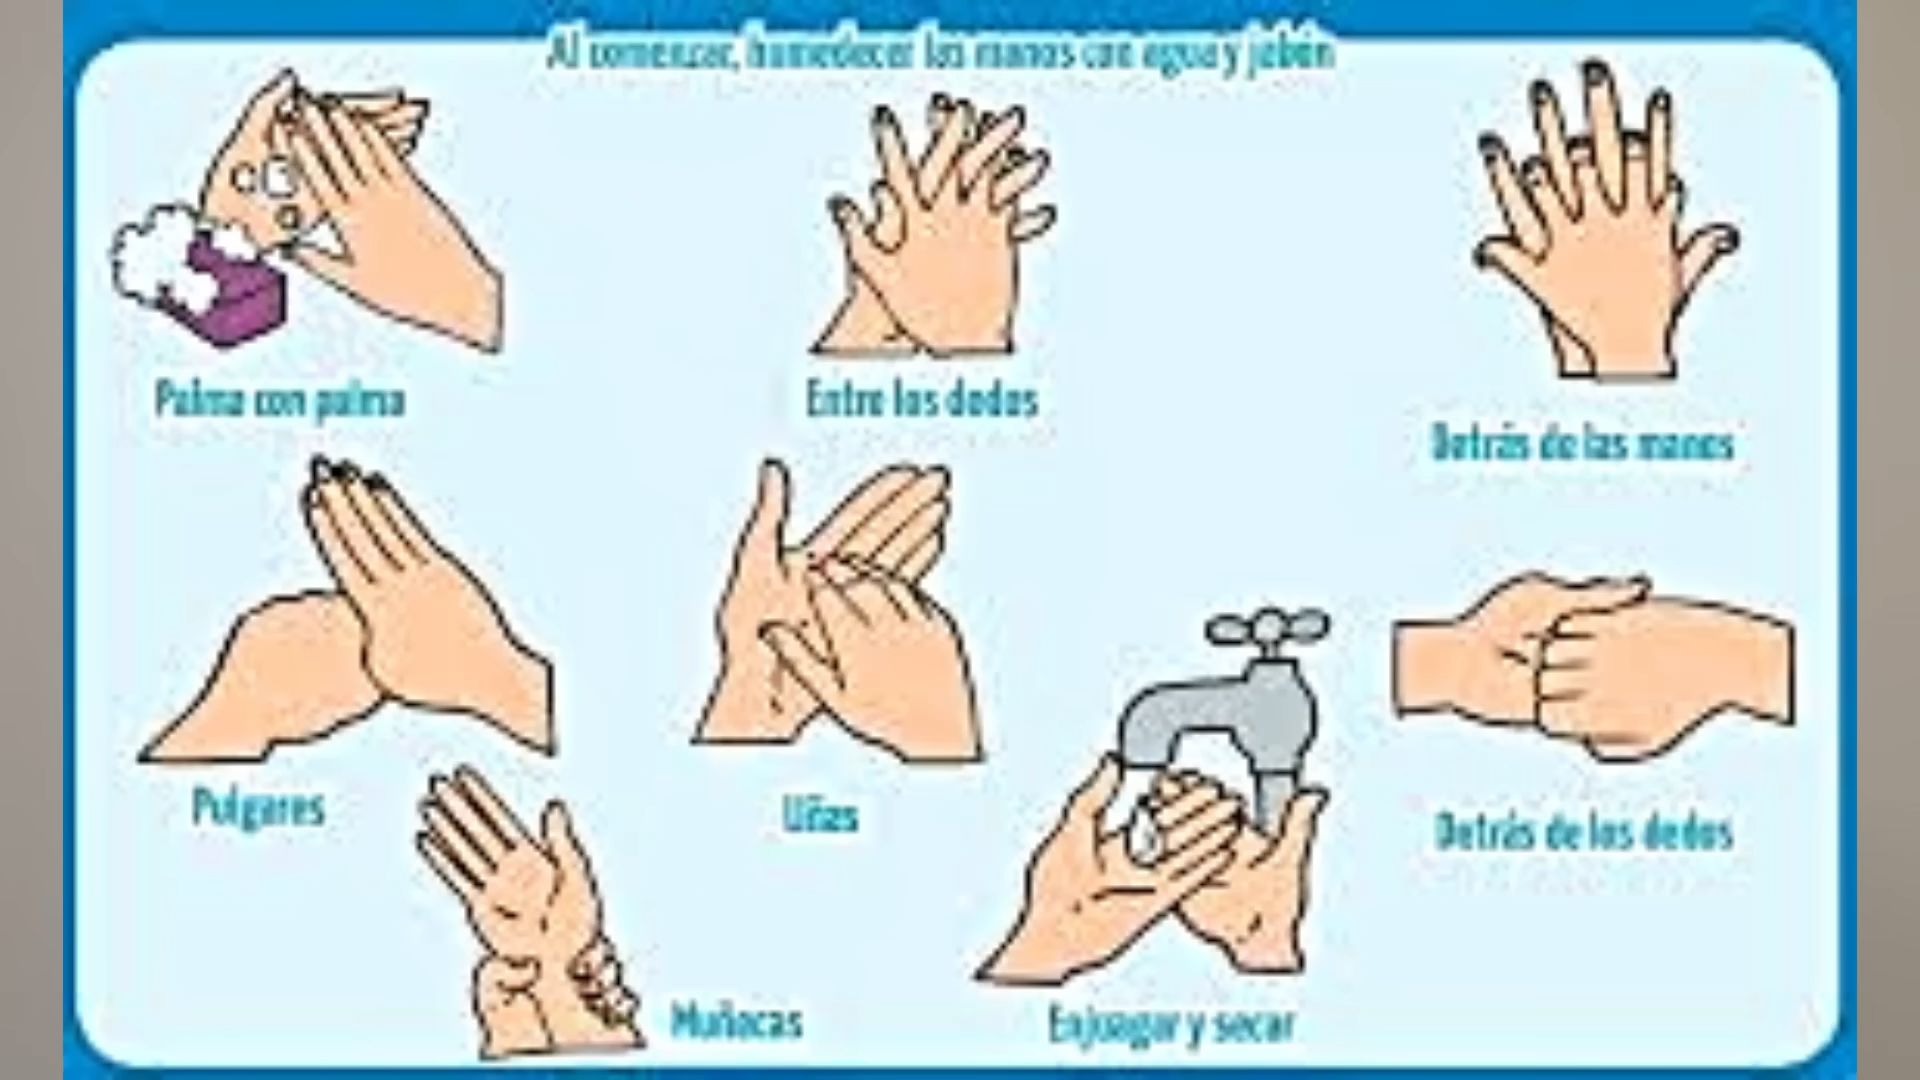 Al comenzar, humedecer las manos con agua y jabón
Palma con palma
Entre los dedos
Detrás de las manos
Pulgares
Uñas
Detrás de los dedos
Muñecas
Enjuagar y secar